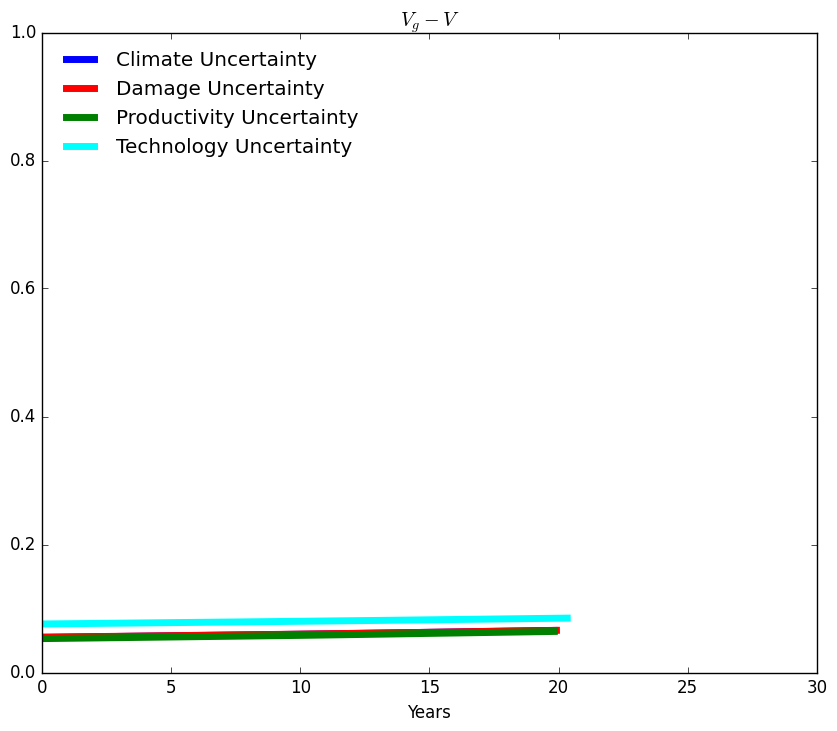 V_g − V
1.0
Climate Uncertainty
Damage Uncertainty
Productivity Uncertainty
Technology Uncertainty
0.8
0.6
0.4
0.2
0.0
0 5 10 15 20 25 30
Years